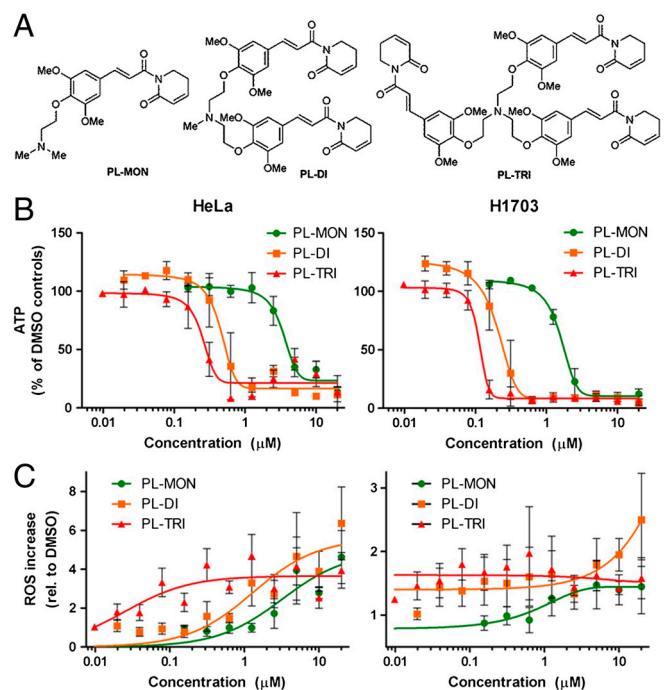 A
MeO
OMe
O
N
O
O
N
Me
Me
PL-MON
MeO
OMe
O
N
O
O
N
Me
MeO
O
OMe
O
N
O
PL-DI
O
N
O
MeO
O
OMe
N
MeO
OMe
O
O
N
O
MeO
O
OMe
O
N
O
PL-TRI
B
HeLa
H1703
ATP
(% of DMSO controls)
150
100
50
0
PL-MON
PL-DI
PL-TRI
0.01 0.1 1 10
Concentration (μM)
150
100
50
0
PL-MON
PL-DI
PL-TRI
0.01 0.1 1 10
Concentration (μM)
C
ROS increase
(rel. to DMSO)
8
6
4
2
0
PL-MON
PL-DI
PL-TRI
0.01 0.1 1 10
Concentration (μM)
3
2
1
PL-MON
PL-DI
PL-TRI
0.01 0.1 1 10
Concentration (μM)